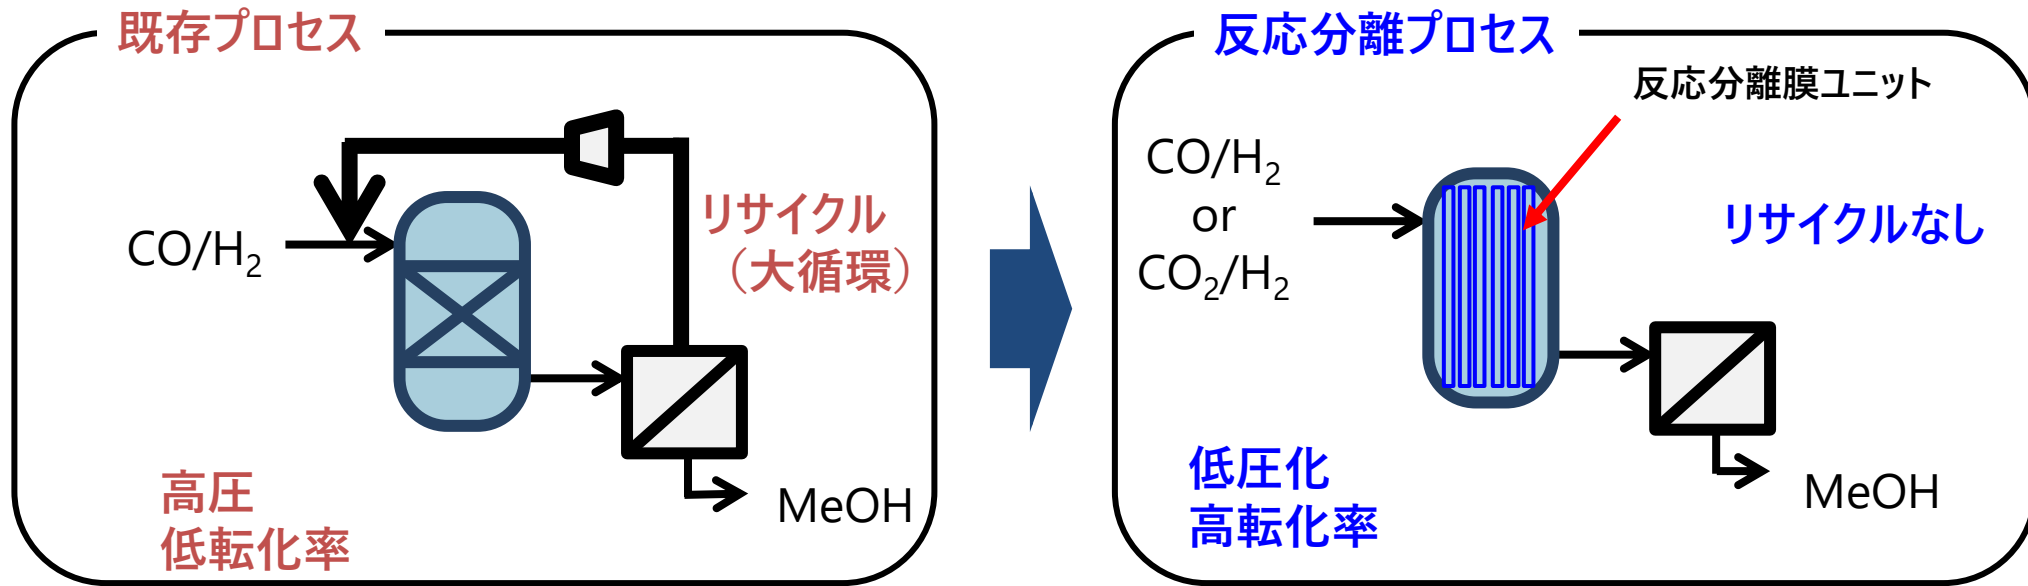 既存プロセス
CO/H2
リサイクル
（大循環）
高圧
低転化率
MeOH
反応分離プロセス
反応分離膜ユニット
CO/H2
or
CO2/H2
リサイクルなし
低圧化
高転化率
MeOH